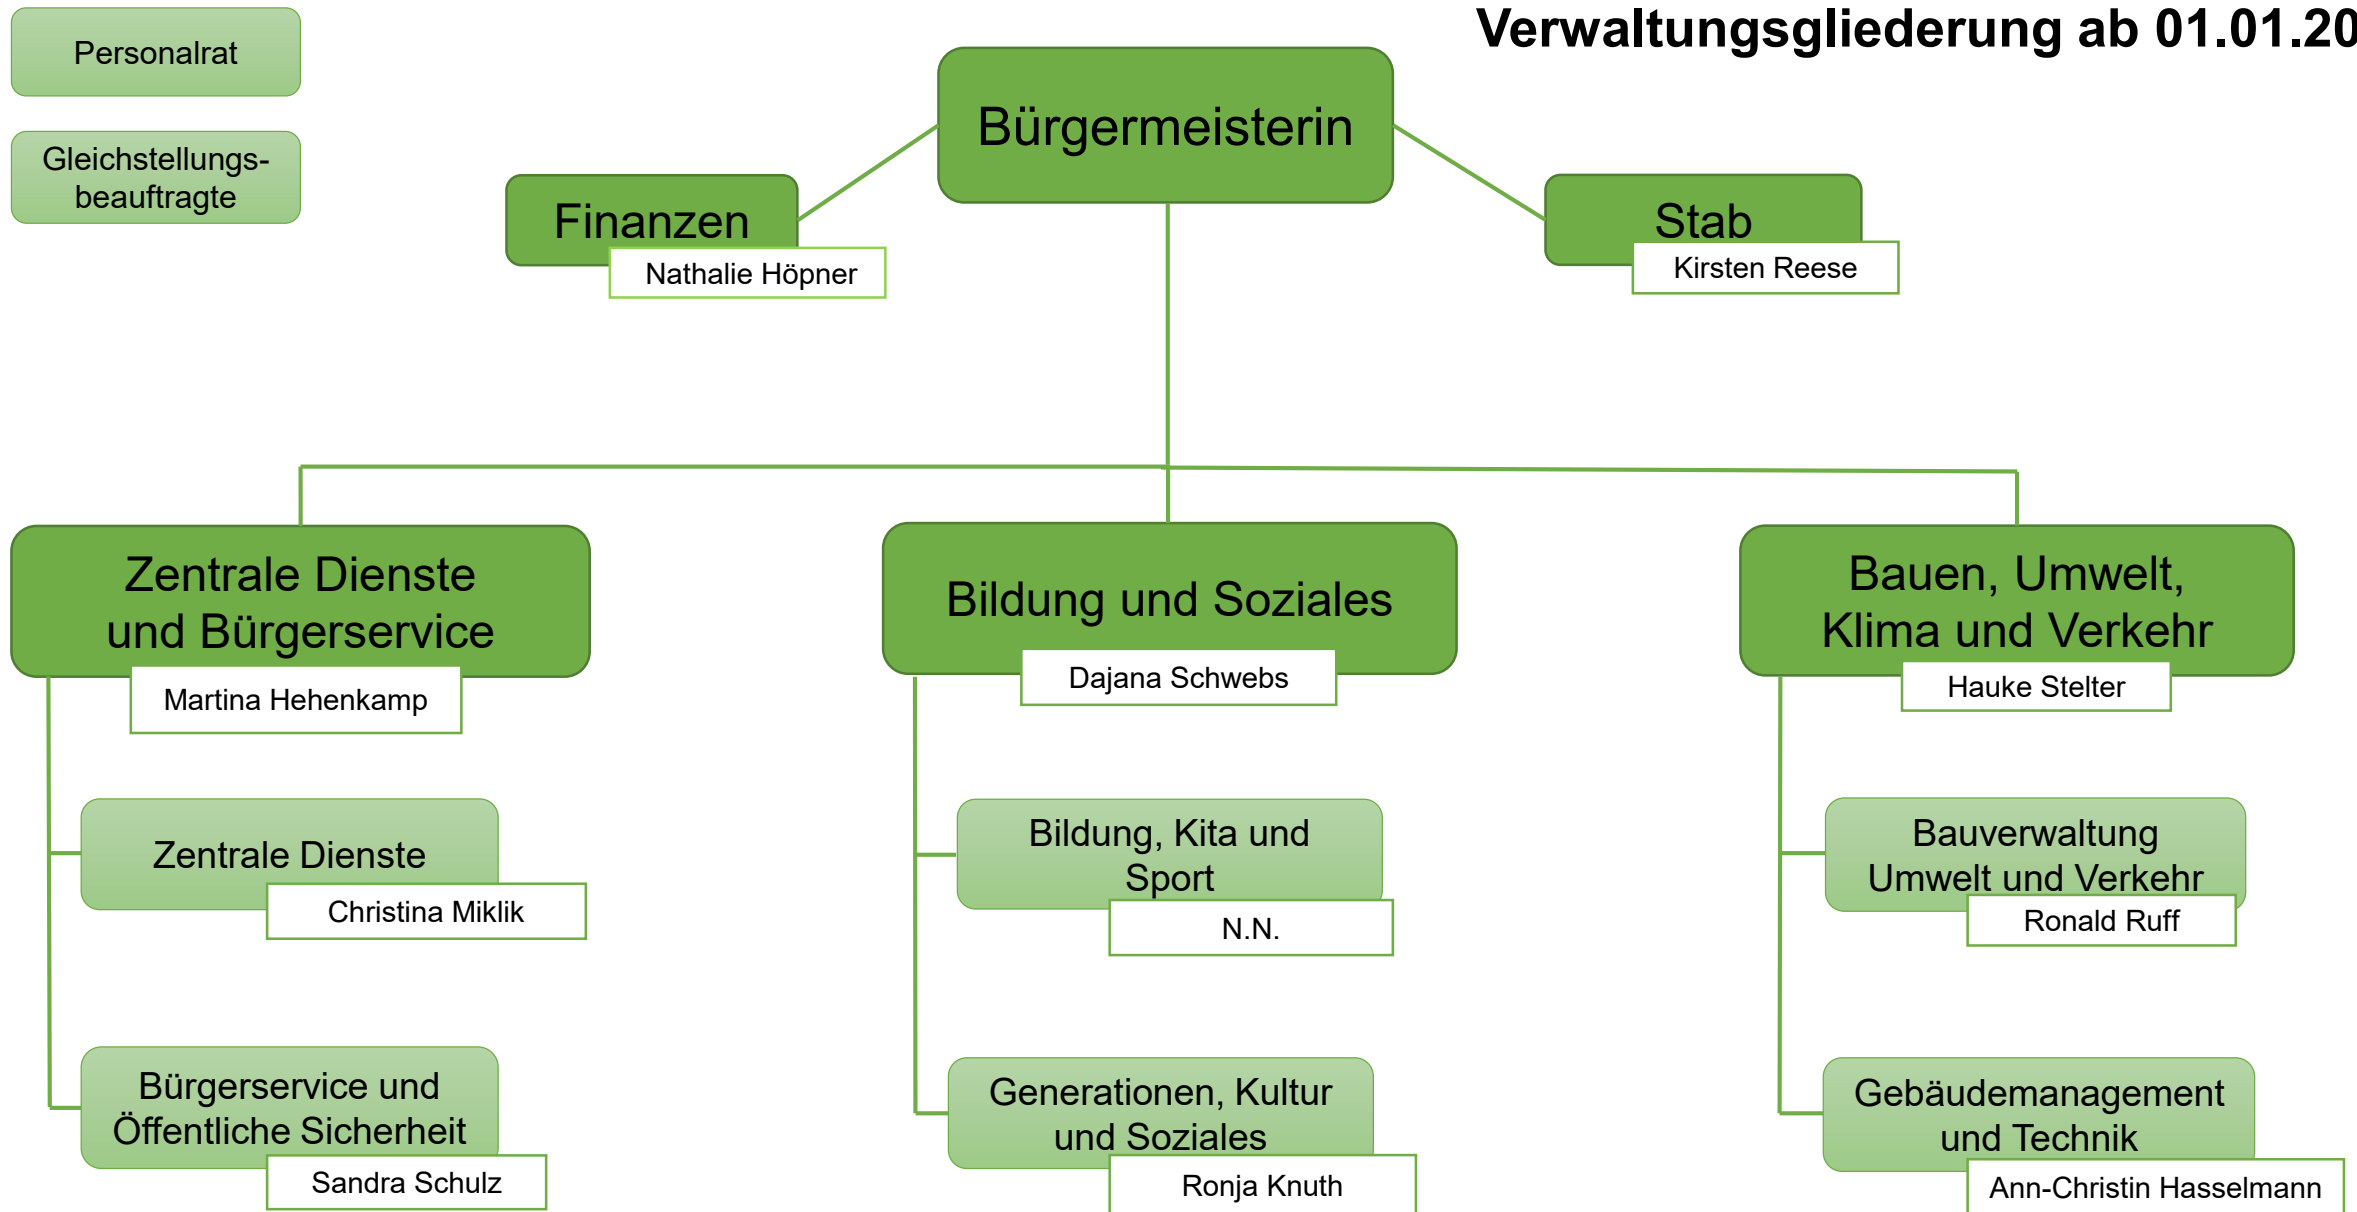 Verwaltungsgliederung ab 01.01.20
Personalrat
Gleichstellungs-
beauftragte
Bürgermeisterin
Finanzen
Nathalie Höpner
Stab
Kirsten Reese
Zentrale Dienste
und Bürgerservice
Martina Hehenkamp
Zentrale Dienste
Christina Miklik
Bürgerservice und
Öffentliche Sicherheit
Sandra Schulz
Bildung und Soziales
Dajana Schwebs
Bildung, Kita und
Sport
N.N.
Generationen, Kultur
und Soziales
Ronja Knuth
Bauen, Umwelt,
Klima und Verkehr
Hauke Stelter
Bauverwaltung
Umwelt und Verkehr
Ronald Ruff
Gebäudemanagement
und Technik
Ann-Christin Hasselmann